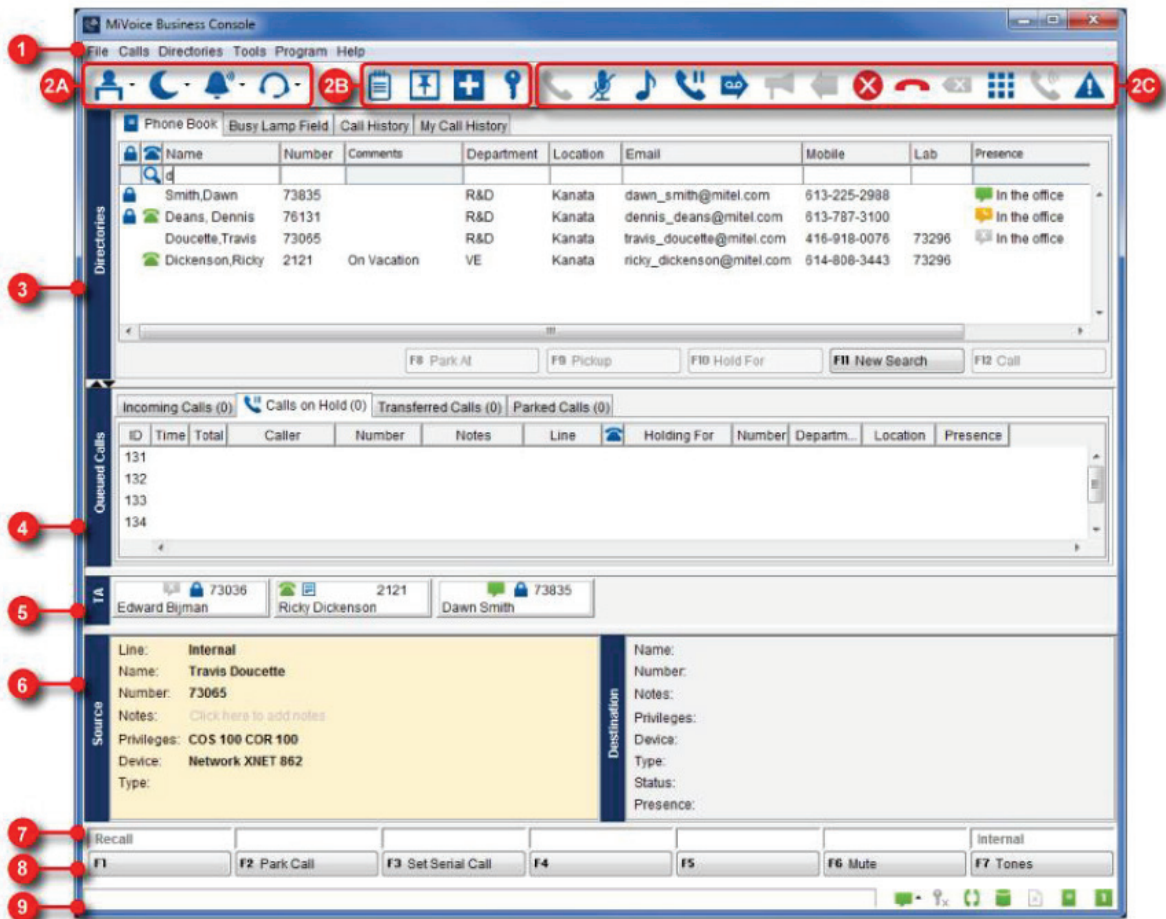 MiVoice Business Console
1
File Calls Directories Tools Program Help
2A
2B
2C
Phone Book Busy Lamp Field Call History My Call History
Name Number Comments Department Location Email Mobile Lab Presence
d
Smith,Dawn 73835 R&D Kanata dawn_smith@mitel.com 613-225-2988 In the office
Deans, Dennis 76131 R&D Kanata dennis_deans@mitel.com 613-787-3100 In the office
Doucette,Travis 73065 R&D Kanata travis_doucette@mitel.com 416-918-0076 73296 In the office
Dickenson,Ricky 2121 On Vacation VE Kanata ricky_dickenson@mitel.com 614-808-3443 73296
Directories
3
F8 Park At F9 Pickup F10 Hold For F11 New Search F12 Call
Incoming Calls (0) Calls on Hold (0) Transferred Calls (0) Parked Calls (0)
ID Time Total Caller Number Notes Line Holding For Number Departm... Location Presence
131
132
133
134
Queued Calls
4
TA
73036 2121 73835
Edward Bijman Ricky Dickenson Dawn Smith
5
Source
Line: Internal
Name: Travis Doucette
Number: 73065
Notes: Click here to add notes
Privileges: COS 100 COR 100
Device: Network XNET 862
Type:
6
Destination
Name:
Number:
Notes:
Privileges:
Device:
Type:
Status:
Presence:
7
Recall Internal
8
F1 F2 Park Call F3 Set Serial Call F4 F5 F6 Mute F7 Tones
9
1